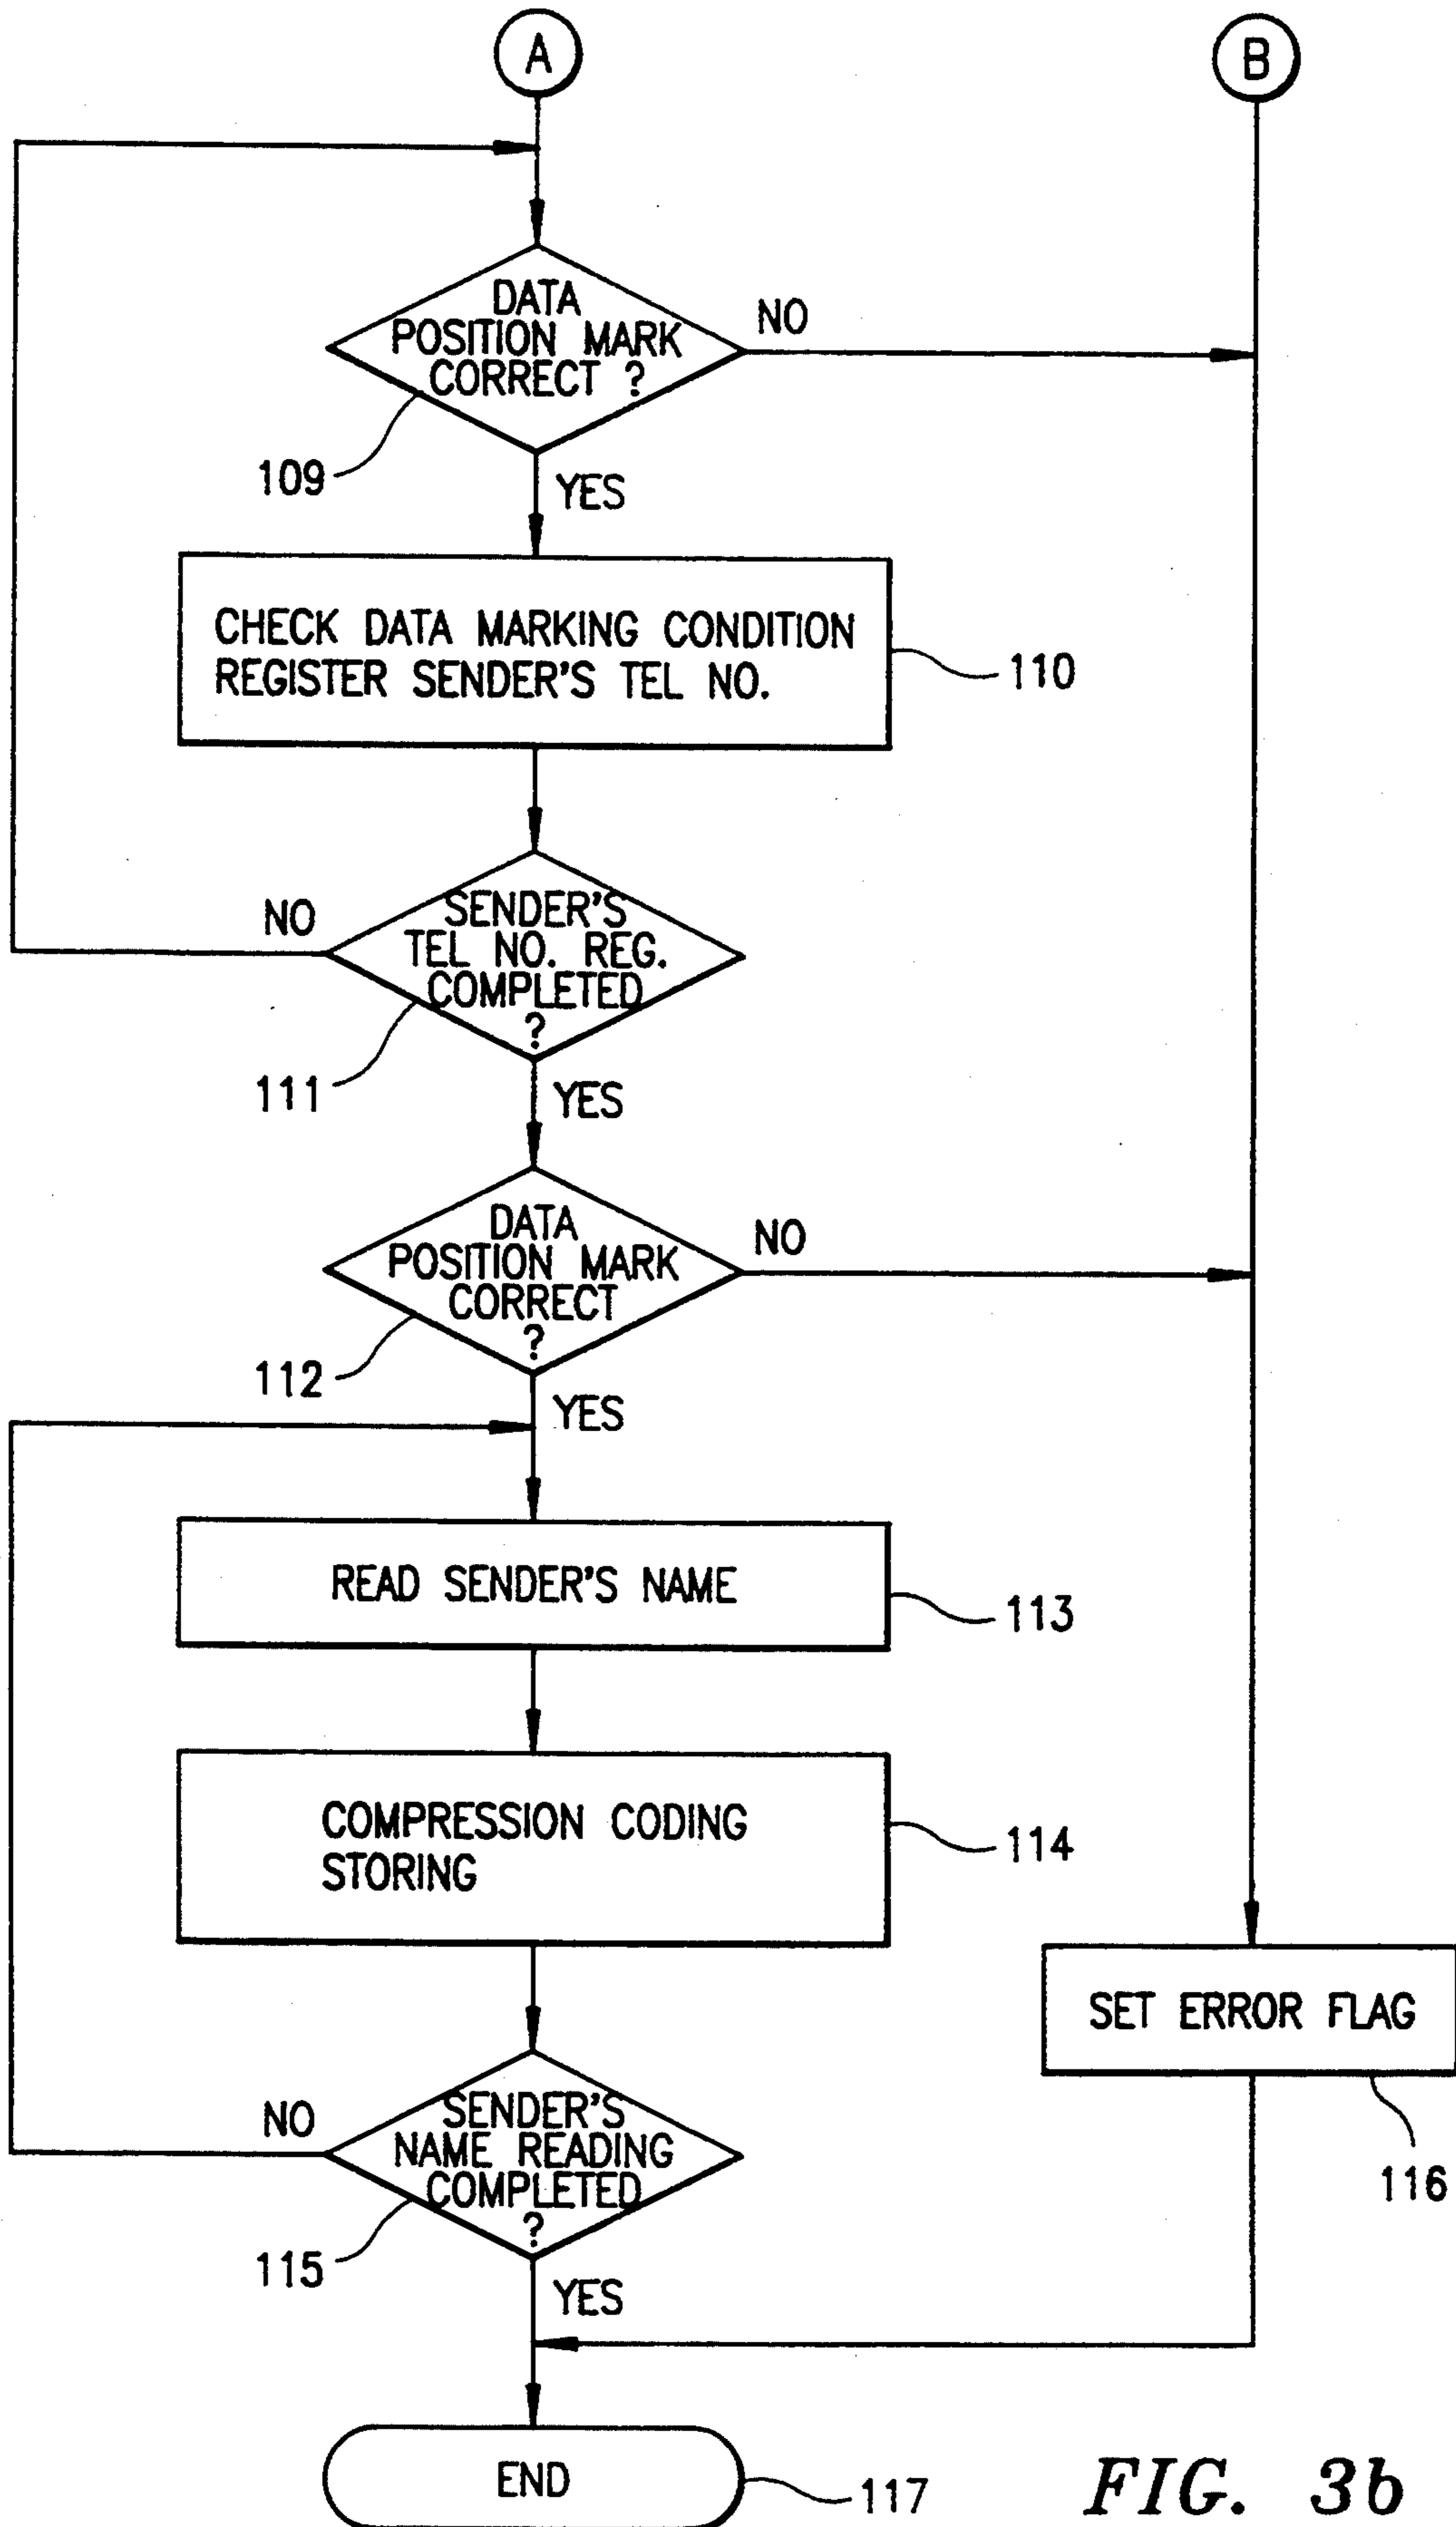 A
B
DATA
POSITION MARK
CORRECT ?
NO
109
YES
CHECK DATA MARKING CONDITION
REGISTER SENDER'S TEL NO.
110
NO
SENDER'S
TEL NO. REG.
COMPLETED
?
111
YES
DATA
POSITION MARK
CORRECT
?
NO
112
YES
READ SENDER'S NAME
113
COMPRESSION CODING
STORING
114
SET ERROR FLAG
116
NO
SENDER'S
NAME READING
COMPLETED
?
115
YES
END
117
FIG. 3b